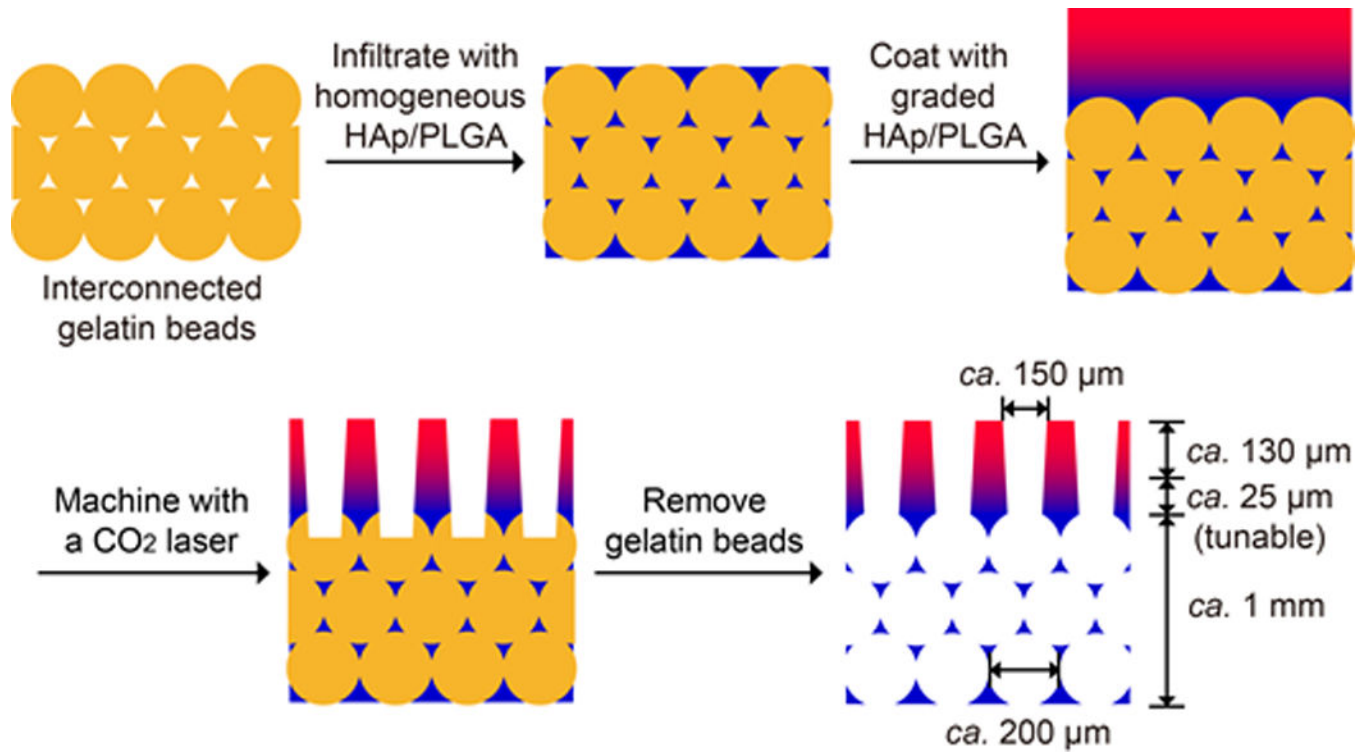 Infiltrate with
homogeneous
HAp/PLGA
Coat with
graded
HAp/PLGA
Interconnected
gelatin beads
Machine with
a CO2 laser
Remove
gelatin beads
ca. 150 µm
ca. 130 µm
ca. 25 µm
(tunable)
ca. 1 mm
ca. 200 µm